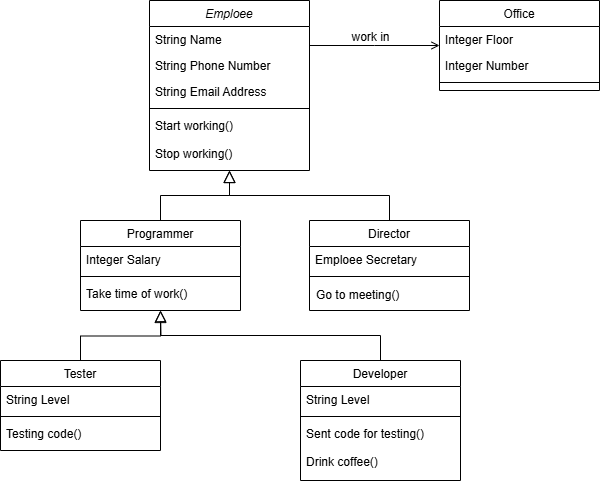 Emploee
String Name
String Phone Number
String Email Address
Start working()
Stop working()
work in
Office
Integer Floor
Integer Number
Programmer
Integer Salary
Take time of work()
Director
Emploee Secretary
Go to meeting()
Tester
String Level
Testing code()
Developer
String Level
Sent code for testing()
Drink coffee()